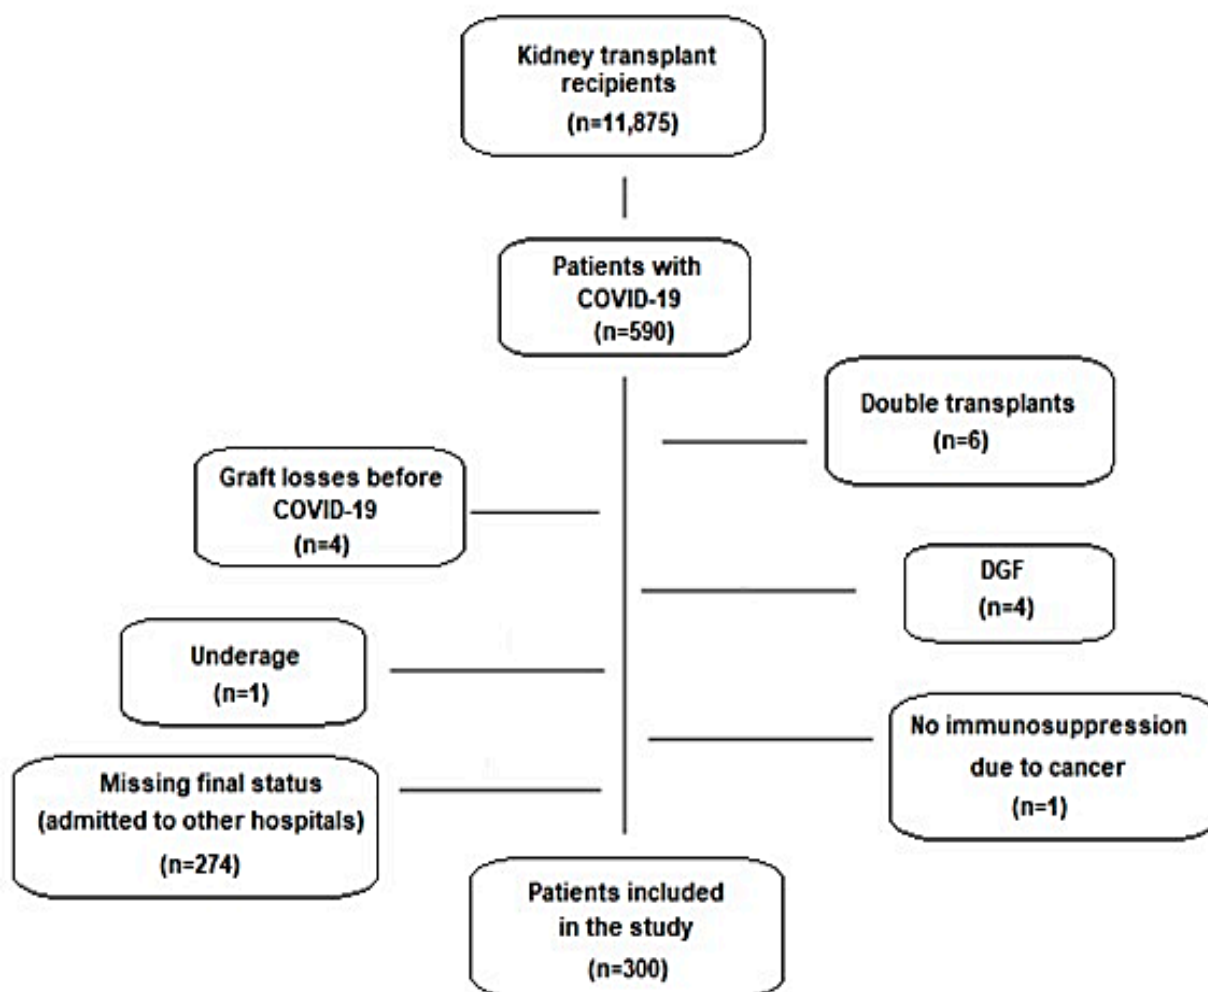 Kidney transplant
recipients
(n=11,875)
Patients with
COVID-19
(n=590)
Double transplants
(n=6)
Graft losses before
COVID-19
(n=4)
DGF
(n=4)
Underage
(n=1)
No immunosuppression
due to cancer
(n=1)
Missing final status
(admitted to other hospitals)
(n=274)
Patients included
in the study
(n=300)